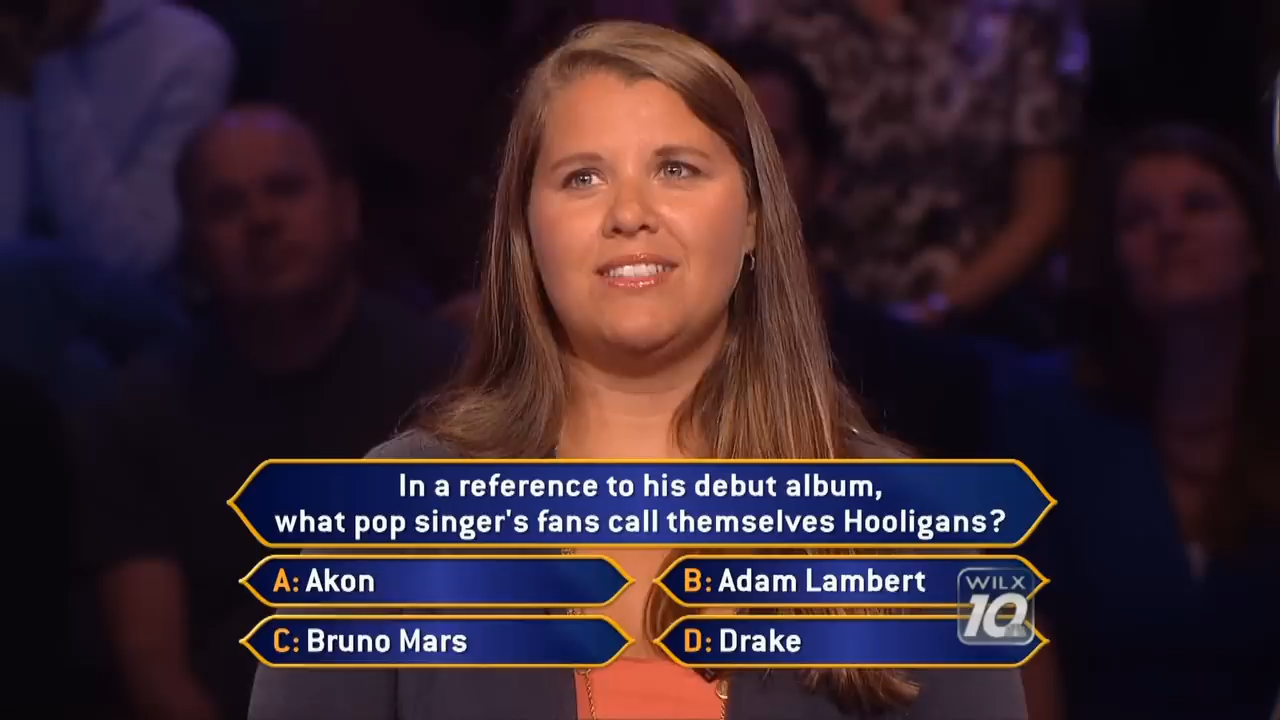 In a reference to his debut album,
what pop singer's fans call themselves Hooligans?
A: Akon
B: Adam Lambert
C: Bruno Mars
D: Drake
WILX
10